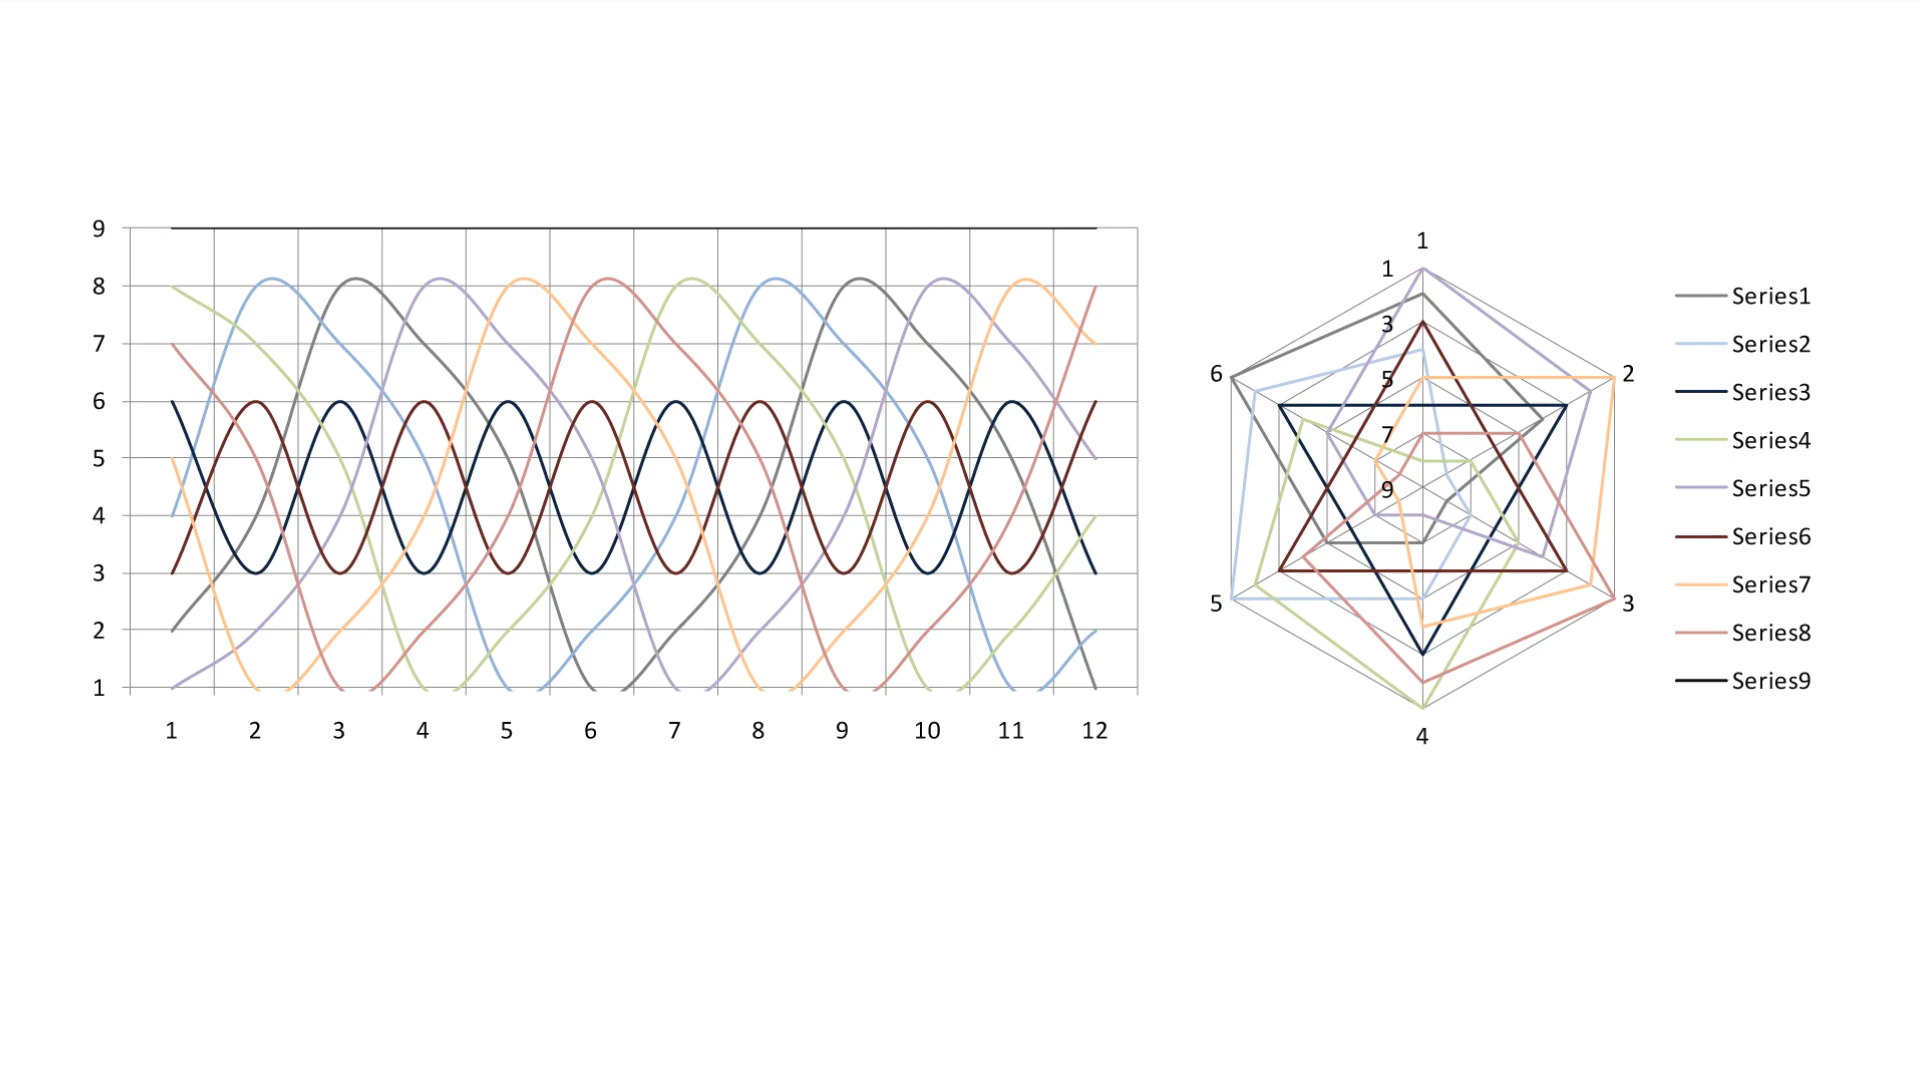 9
8
7
6
5
4
3
2
1
1 2 3 4 5 6 7 8 9 10 11 12
1
1
3
5
7
9
2
3
4
5
6
Series1
Series2
Series3
Series4
Series5
Series6
Series7
Series8
Series9